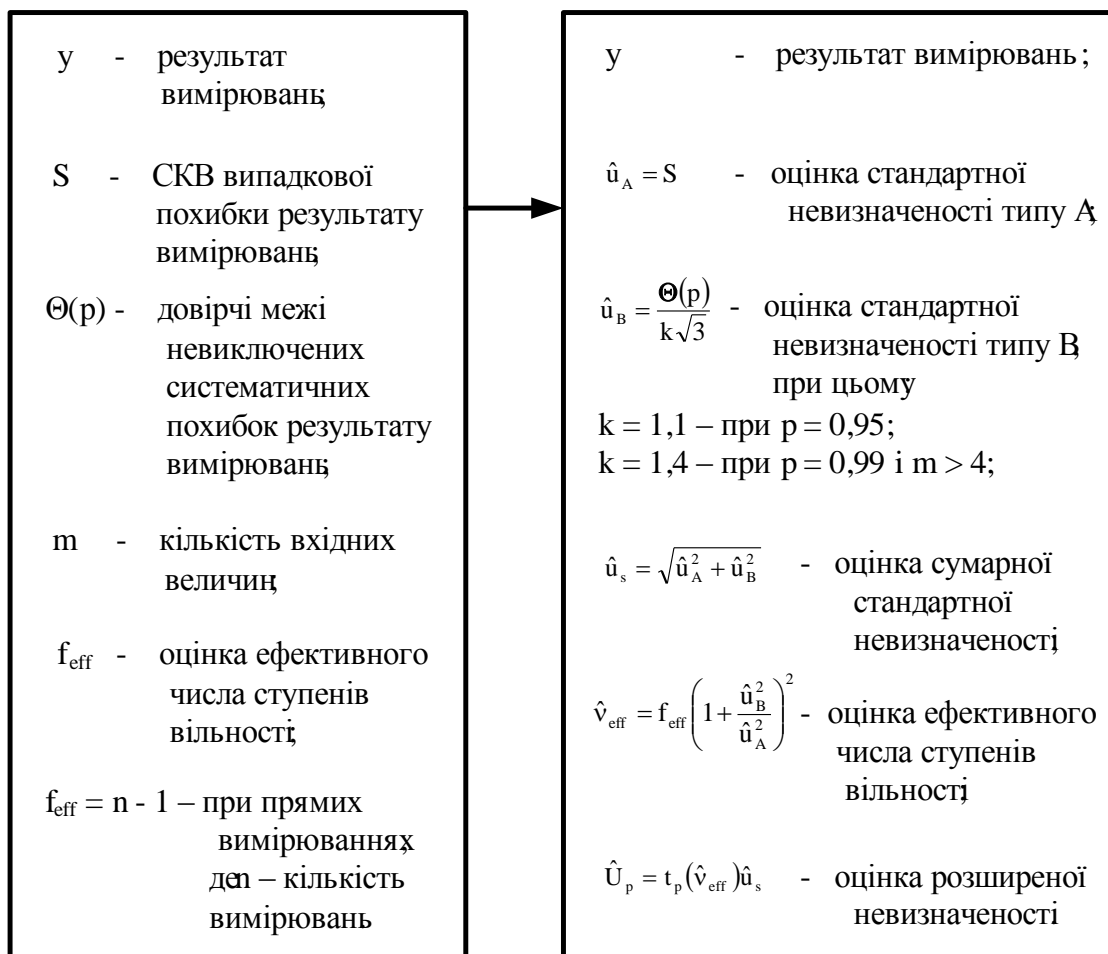 y - результат
вимірювань;
S - СКВ випадкової
похибки результату
вимірювань;
Θ(p) - довірчі межі
невиключених
систематичних
похибок результату
вимірювань;
m - кількість вхідних
величин;
f_eff - оцінка ефективного
числа ступенів
вільності;
f_eff = n - 1 – при прямих
вимірюваннях,
де n – кількість
вимірювань
y - результат вимірювань ;
û_A = S - оцінка стандартної
невизначеності типу А;
û_B = Θ(p) / (k√3) - оцінка стандартної
невизначеності типу В,
при цьому
k = 1,1 – при p = 0,95;
k = 1,4 – при p = 0,99 і m > 4;
û_s = √(û_A² + û_B²) - оцінка сумарної
стандартної
невизначеності;
ν̂_eff = f_eff (1 + û_B² / û_A²)² - оцінка ефективного
числа ступенів
вільності;
Û_p = t_p(ν̂_eff)û_s - оцінка розширеної
невизначеності